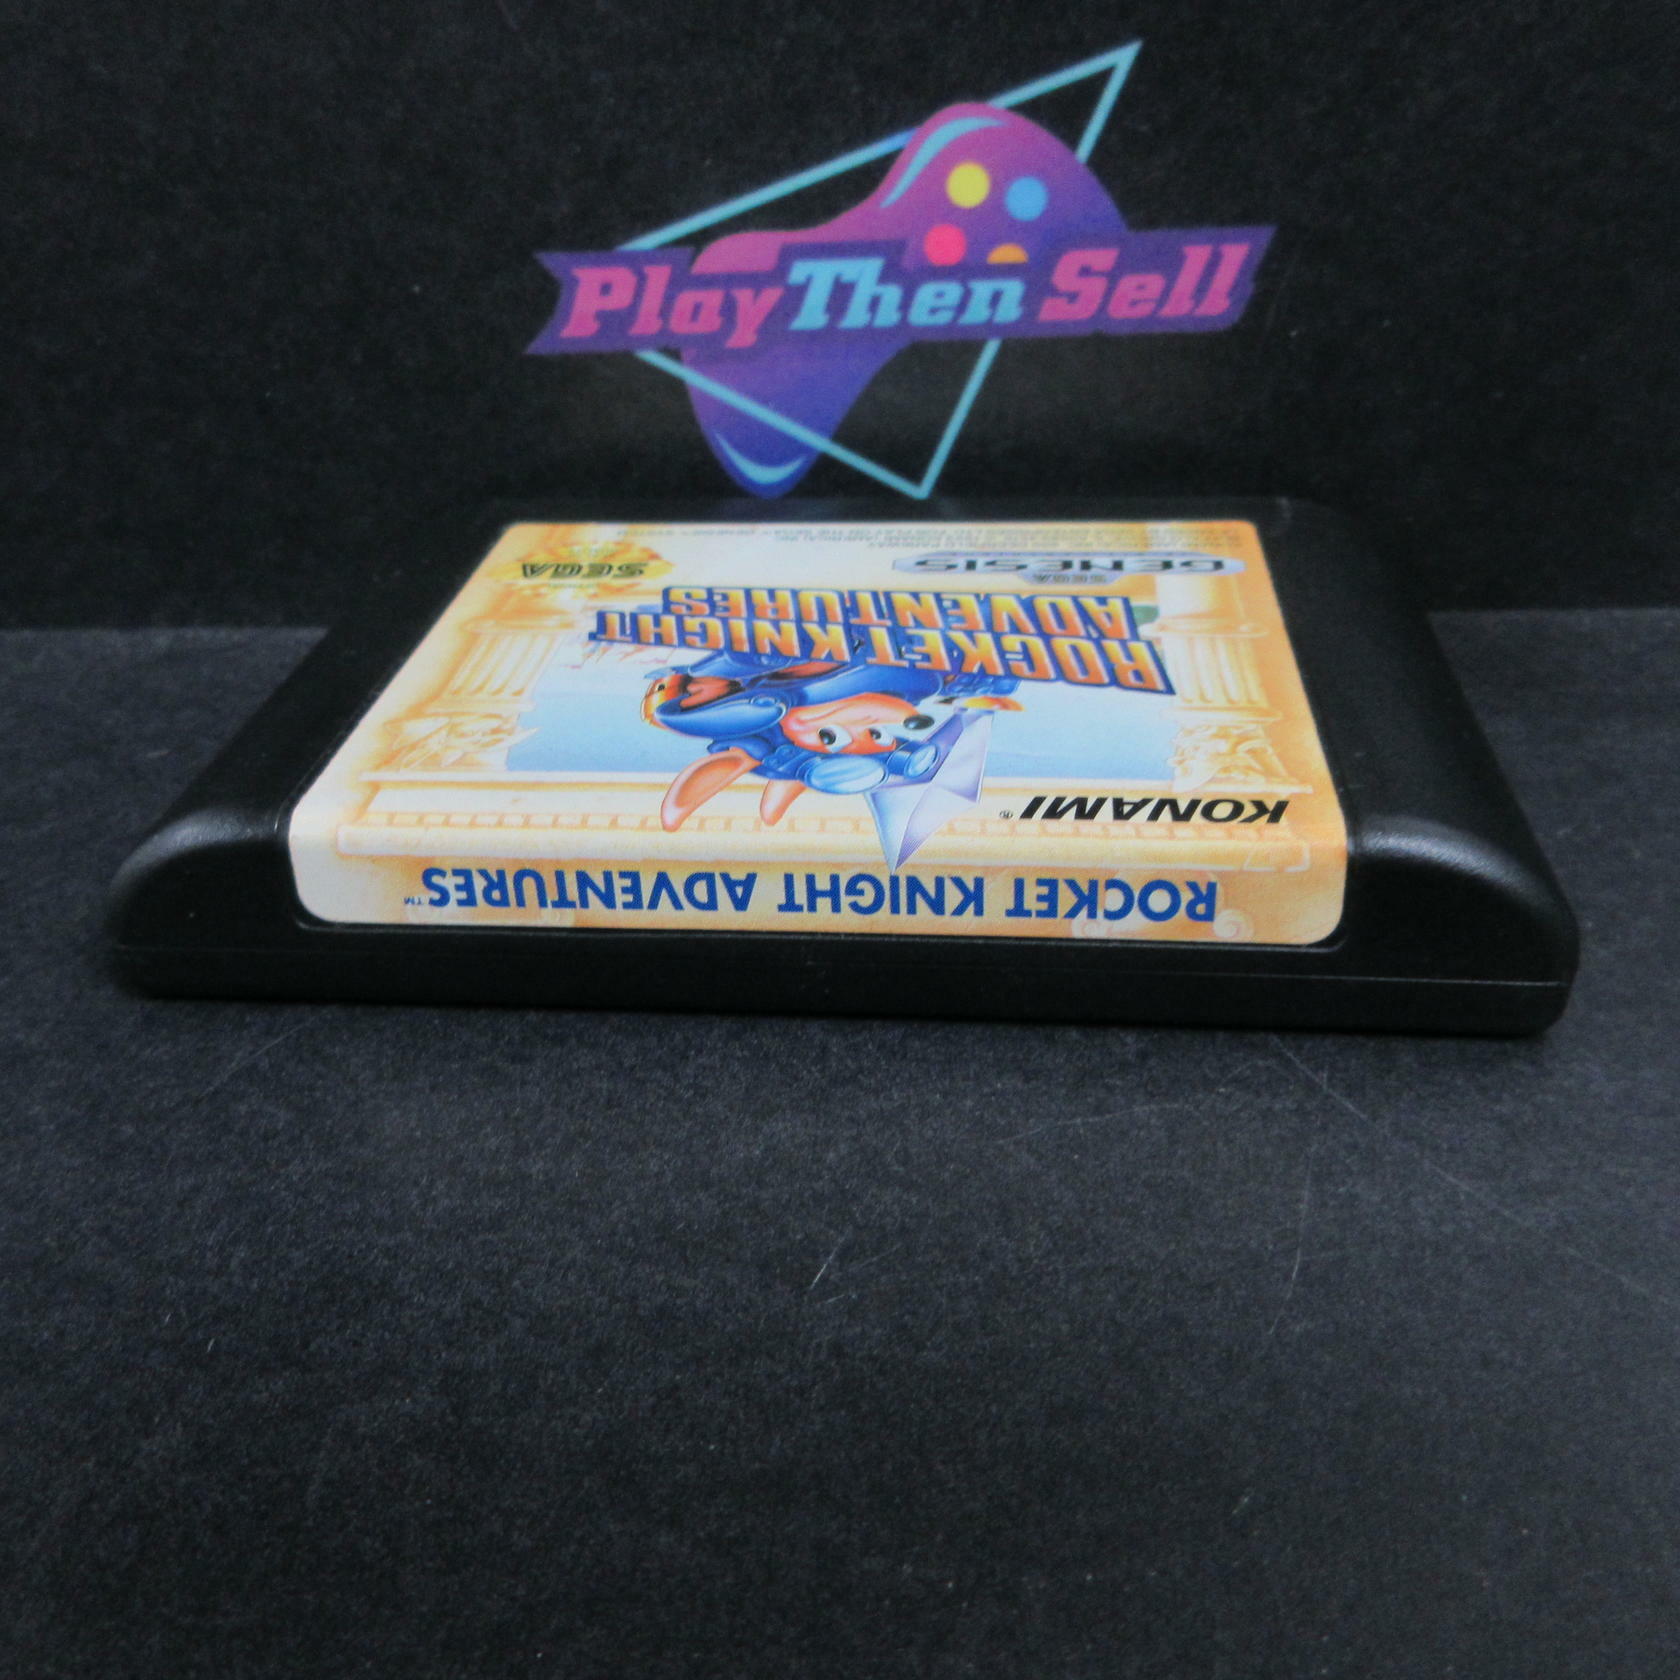 Play Then Sell
ROCKET KNIGHT ADVENTURES™
KONAMI®
ROCKET KNIGHT
ADVENTURES
SEGA
GENESIS
SEGA